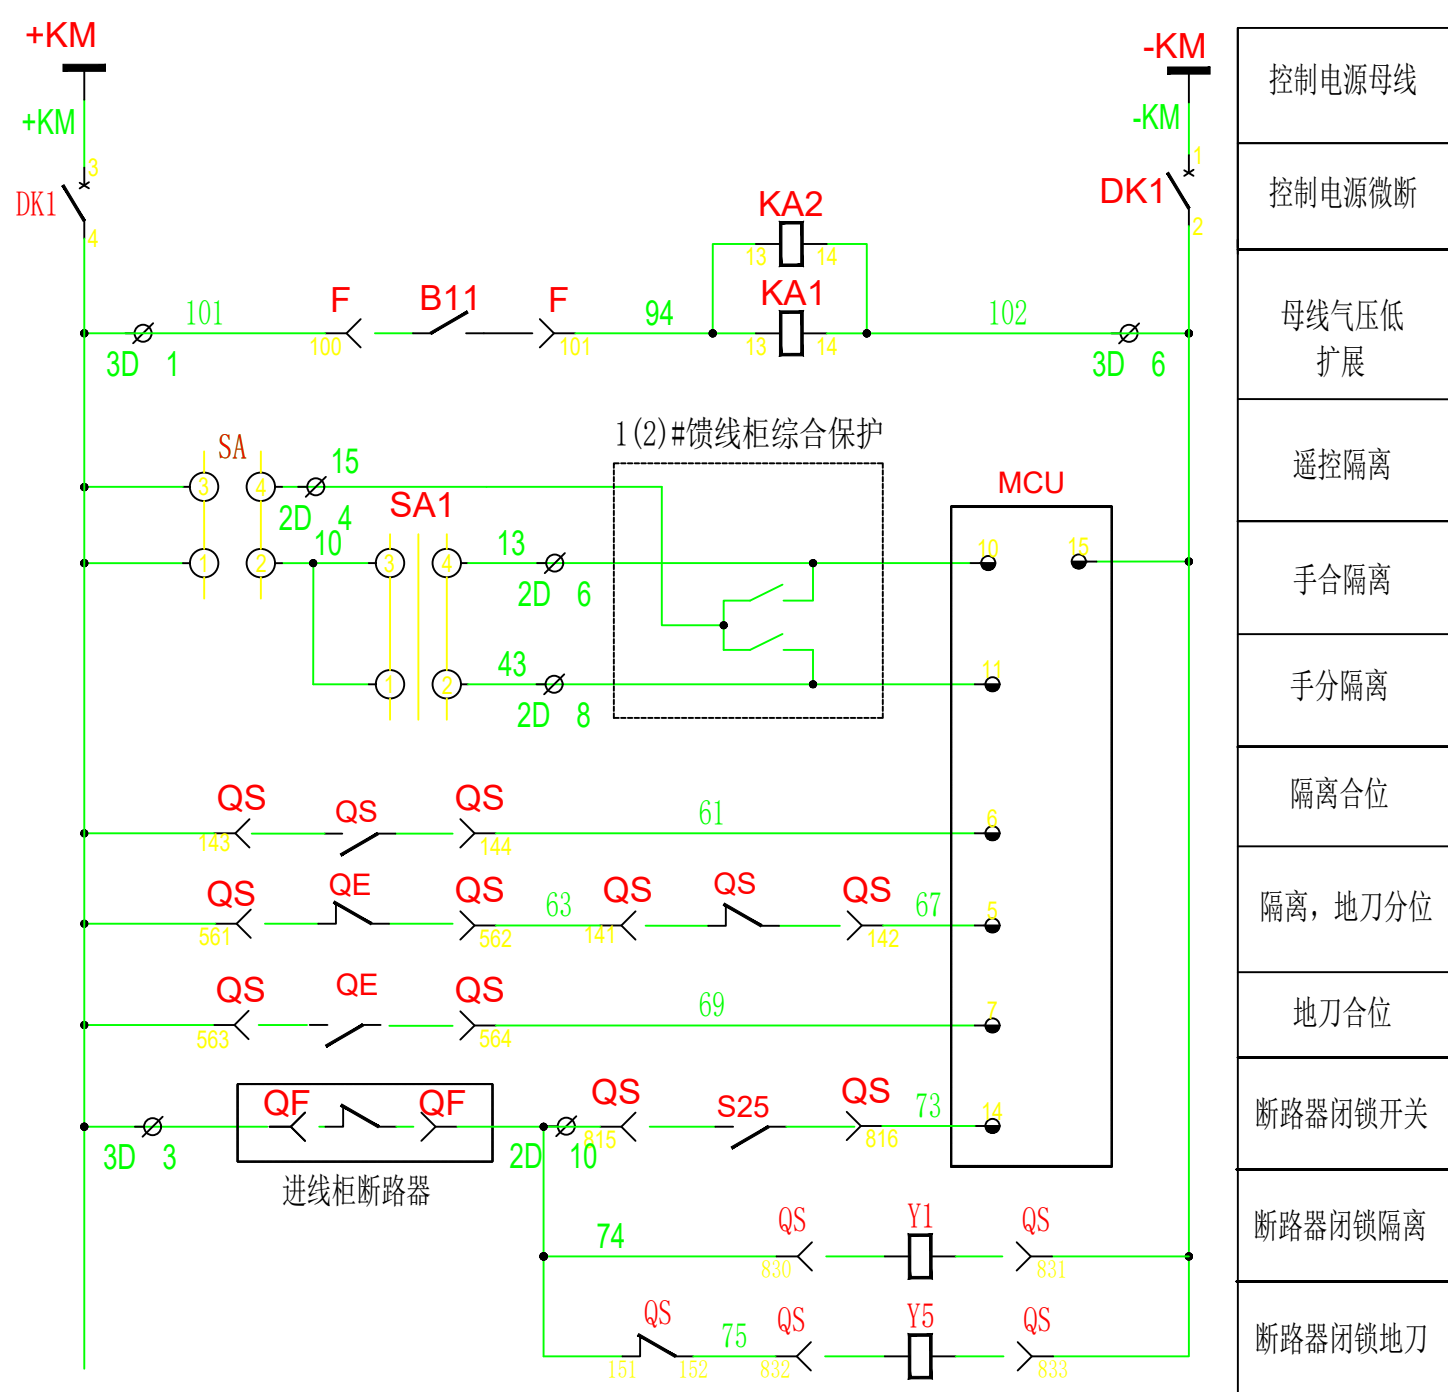 +KM
-KM
控制电源母线
+KM
-KM
3
1
DK1
DK1
控制电源微断
4
2
KA2
13
14
101
F
B11
F
94
KA1
102
母线气压低
扩展
100
101
13
14
3D 1
3D 6
SA
15
1(2)#馈线柜综合保护
遥控隔离
3
4
SA1
MCU
2D 4
10
13
10
15
1
2
3
4
手合隔离
2D 6
43
11
1
2
手分隔离
2D 8
QS
QS
QS
61
6
隔离合位
143
144
QS
QE
QS
63
QS
QS
QS
67
5
隔离，地刀分位
561
562
141
142
QS
QE
QS
69
7
地刀合位
563
564
QF
QF
QS
S25
QS
73
14
断路器闭锁开关
815
816
3D 3
2D 10
进线柜断路器
74
QS
Y1
QS
断路器闭锁隔离
830
831
QS
75
QS
Y5
QS
断路器闭锁地刀
151
152
832
833